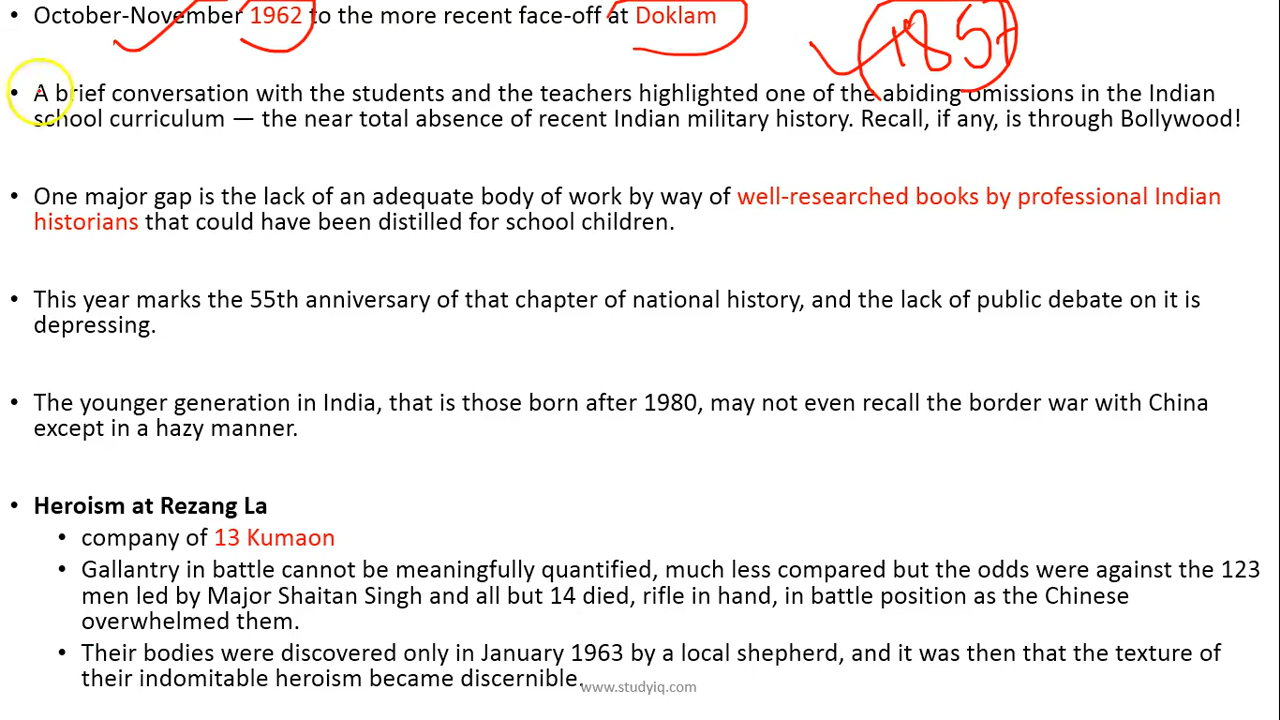 • October-November 1962 to the more recent face-off at Doklam
1857
• A brief conversation with the students and the teachers highlighted one of the abiding omissions in the Indian
school curriculum — the near total absence of recent Indian military history. Recall, if any, is through Bollywood!
• One major gap is the lack of an adequate body of work by way of well-researched books by professional Indian
historians that could have been distilled for school children.
• This year marks the 55th anniversary of that chapter of national history, and the lack of public debate on it is
depressing.
• The younger generation in India, that is those born after 1980, may not even recall the border war with China
except in a hazy manner.
• Heroism at Rezang La
• company of 13 Kumaon
• Gallantry in battle cannot be meaningfully quantified, much less compared but the odds were against the 123
men led by Major Shaitan Singh and all but 14 died, rifle in hand, in battle position as the Chinese
overwhelmed them.
• Their bodies were discovered only in January 1963 by a local shepherd, and it was then that the texture of
their indomitable heroism became discernible.
www.studyiq.com